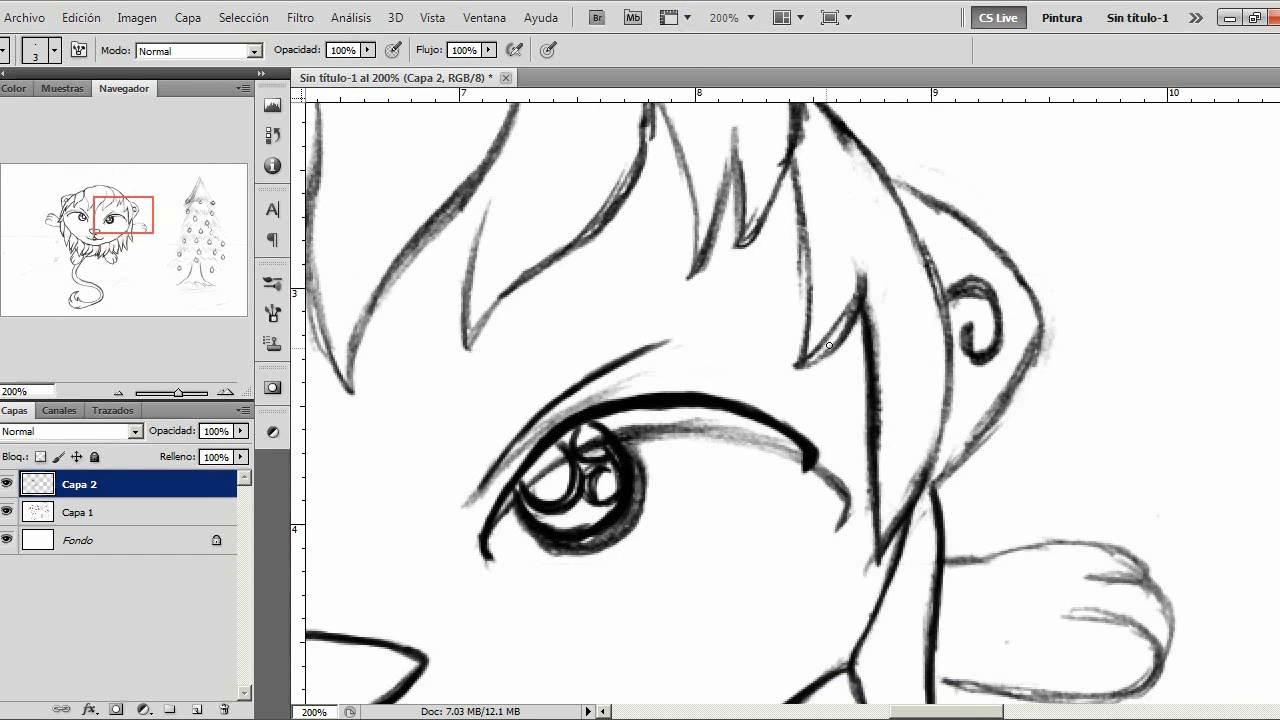 Archivo Edición Imagen Capa Selección Filtro Análisis 3D Vista Ventana Ayuda Br Mb 200% CS Live Pintura Sin título-1
3 Modo: Normal Opacidad: 100% Flujo: 100%
Color Muestras Navegador
Sin título-1 al 200% (Capa 2, RGB/8) *
7 8 9 10
3
4
200%
Capas Canales Trazados
Normal Opacidad: 100%
Bloq.: Relleno: 100%
Capa 2
Capa 1
Fondo
200% Doc: 7.03 MB/12.1 MB